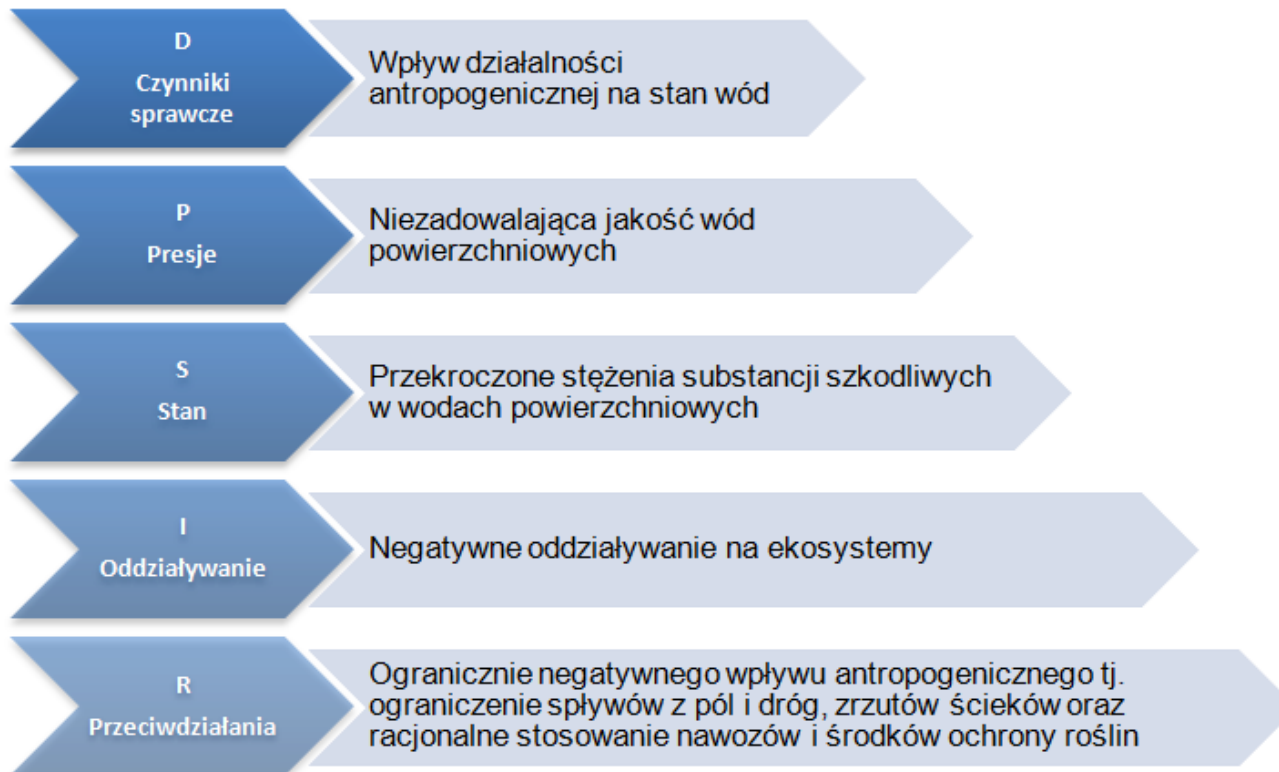 D
Czynniki
sprawcze
Wpływ działalności
antropogenicznej na stan wód
P
Presje
Niezadowalająca jakość wód
powierzchniowych
S
Stan
Przekroczone stężenia substancji szkodliwych
w wodach powierzchniowych
I
Oddziaływanie
Negatywne oddziaływanie na ekosystemy
R
Przeciwdziałania
Ogranicznie negatywnego wpływu antropogenicznego tj.
ograniczenie spływów z pól i dróg, zrzutów ścieków oraz
racjonalne stosowanie nawozów i środków ochrony roślin